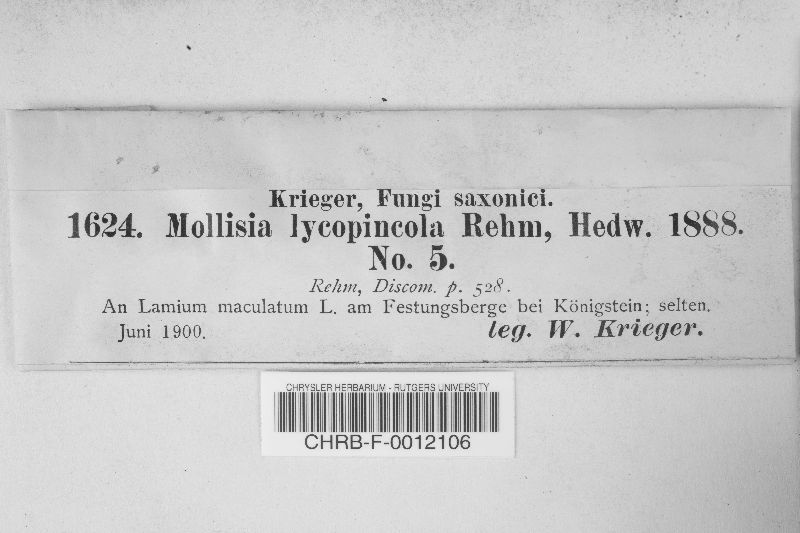 Krieger, Fungi saxonici.
1624. Mollisia lycopincola Rehm, Hedw. 1888.
No. 5.
Rehm, Discom. p. 528.
An Lamium maculatum L. am Festungsberge bei Königstein; selten.
Juni 1900. leg. W. Krieger.
CHRYSLER HERBARIUM - RUTGERS UNIVERSITY
CHRB-F-0012106